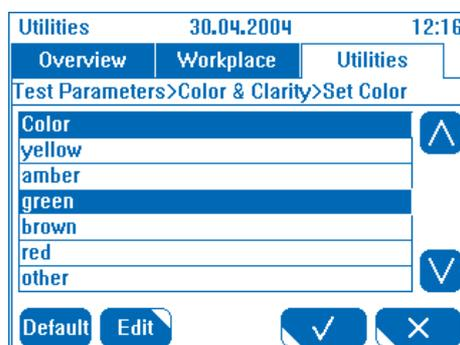 Utilities 30.04.2004 12:16
Overview Workplace Utilities
Test Parameters>Color & Clarity>Set Color
Color
yellow
amber
green
brown
red
other
Default Edit